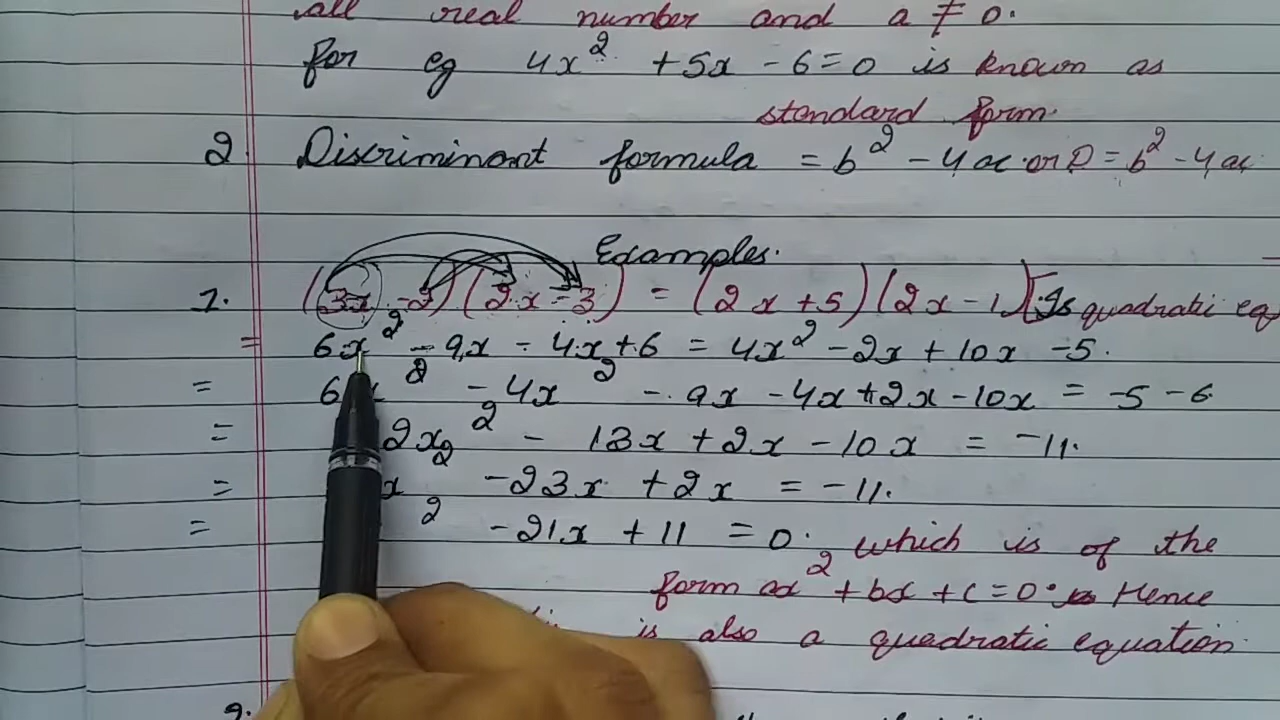 all real number and a ≠ 0.
for eg 4x² + 5x - 6 = 0 is known as
standard form.
2. Discriminant formula = b² - 4ac. or D = b² - 4ac
Examples.
1. (3x - 2)(2x - 3) = (2x + 5)(2x - 1) Is quadratic eq
= 6x² - 9x - 4x + 6 = 4x² - 2x + 10x - 5.
= 6x² - 4x² - 9x - 4x + 2x - 10x = -5 - 6
= 2x² - 13x + 2x - 10x = -11.
= x² - 23x + 2x = -11.
= ² - 21x + 11 = 0. which is of the
form ax² + bx + c = 0. Hence
is also a quadratic equation.